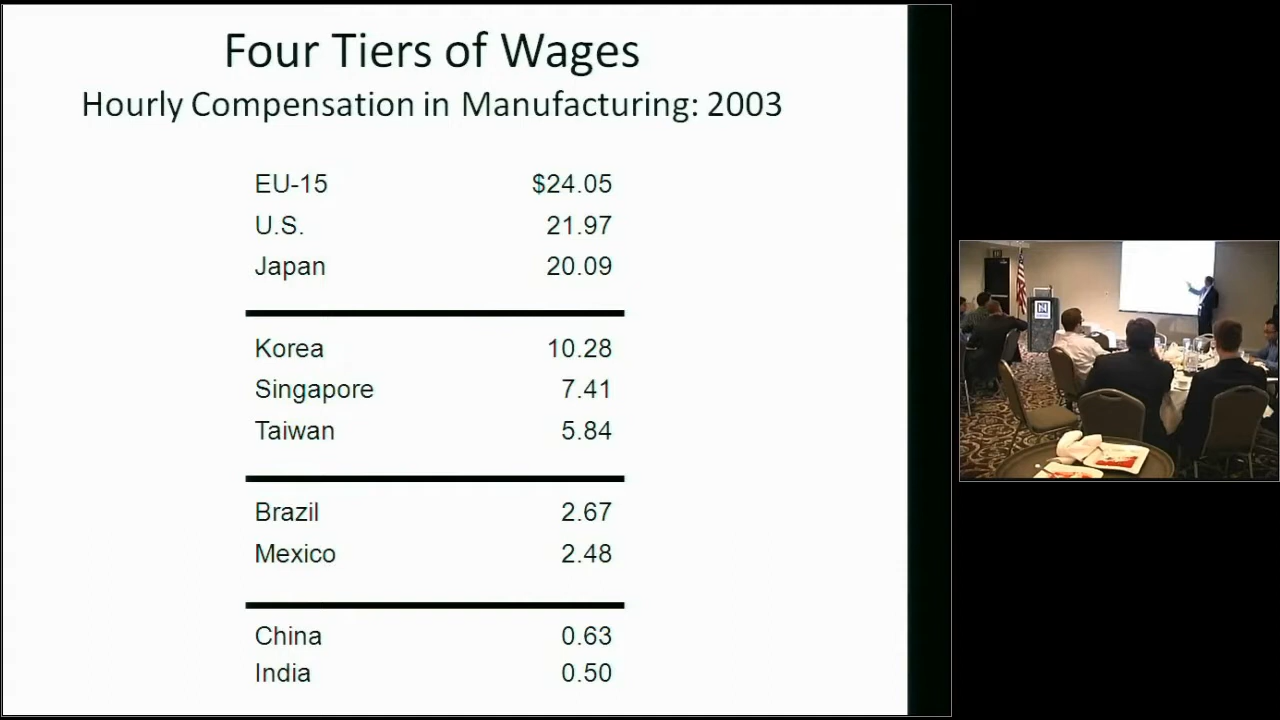 Four Tiers of Wages
Hourly Compensation in Manufacturing: 2003
EU-15 $24.05
U.S. 21.97
Japan 20.09
Korea 10.28
Singapore 7.41
Taiwan 5.84
Brazil 2.67
Mexico 2.48
China 0.63
India 0.50